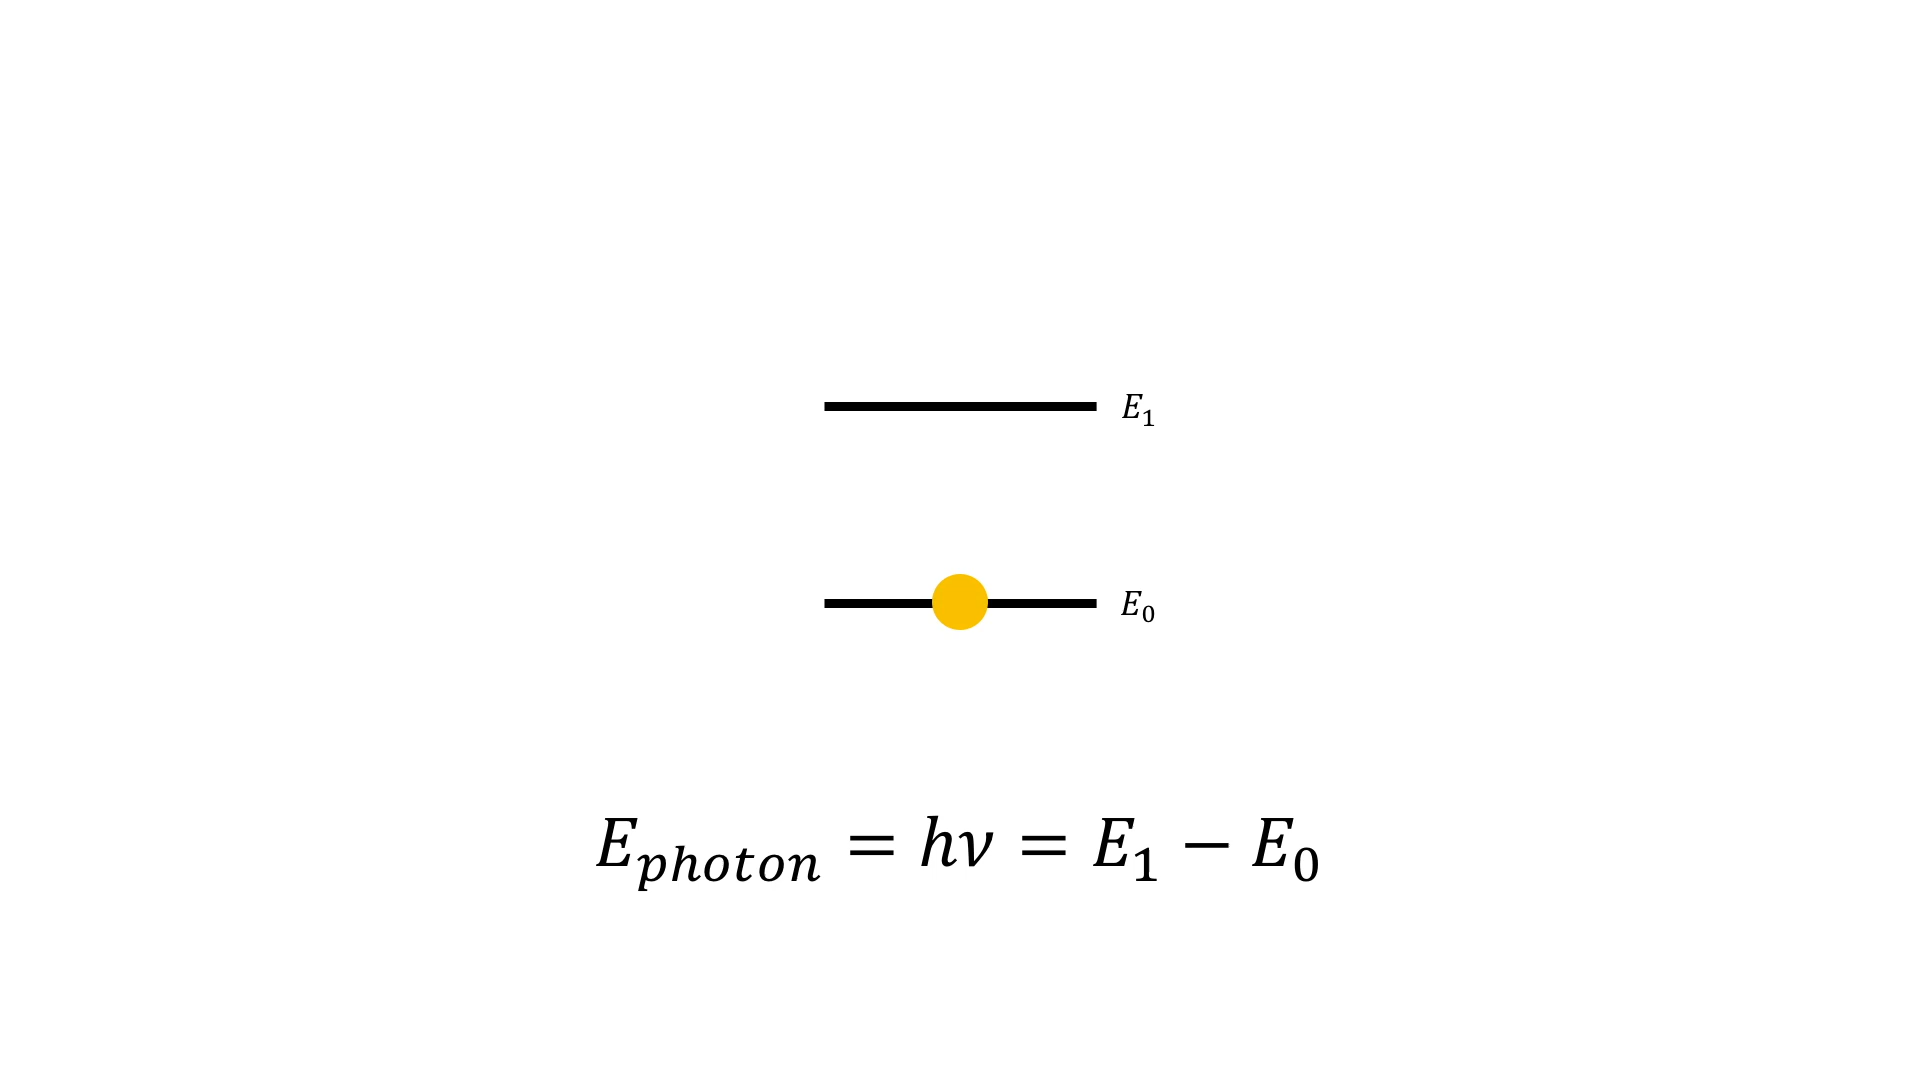 E₁
E₀
E_photon = hν = E₁ − E₀